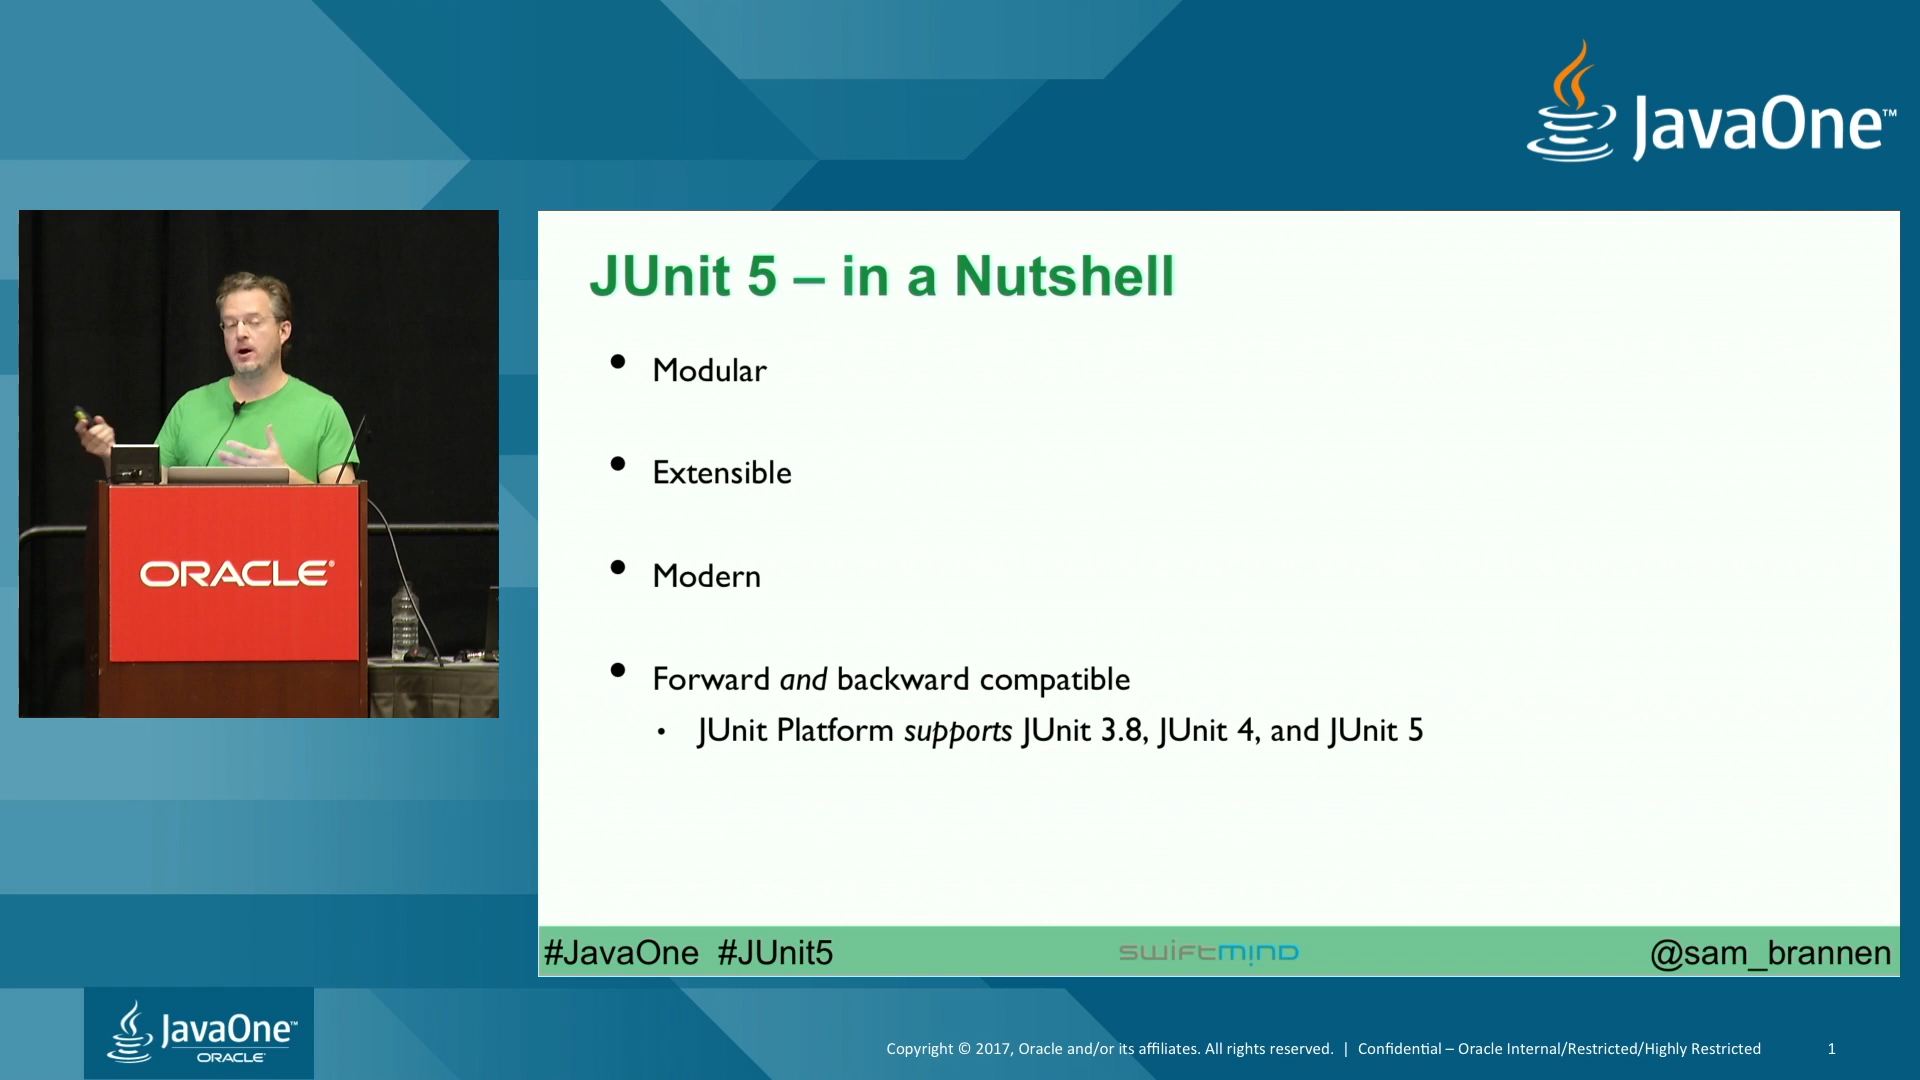 JavaOne™
JUnit 5 – in a Nutshell
• Modular
• Extensible
• Modern
• Forward and backward compatible
• JUnit Platform supports JUnit 3.8, JUnit 4, and JUnit 5
ORACLE®
#JavaOne #JUnit5
swiftmind
@sam_brannen
JavaOne™
ORACLE®
Copyright © 2017, Oracle and/or its affiliates. All rights reserved. | Confidential – Oracle Internal/Restricted/Highly Restricted
1